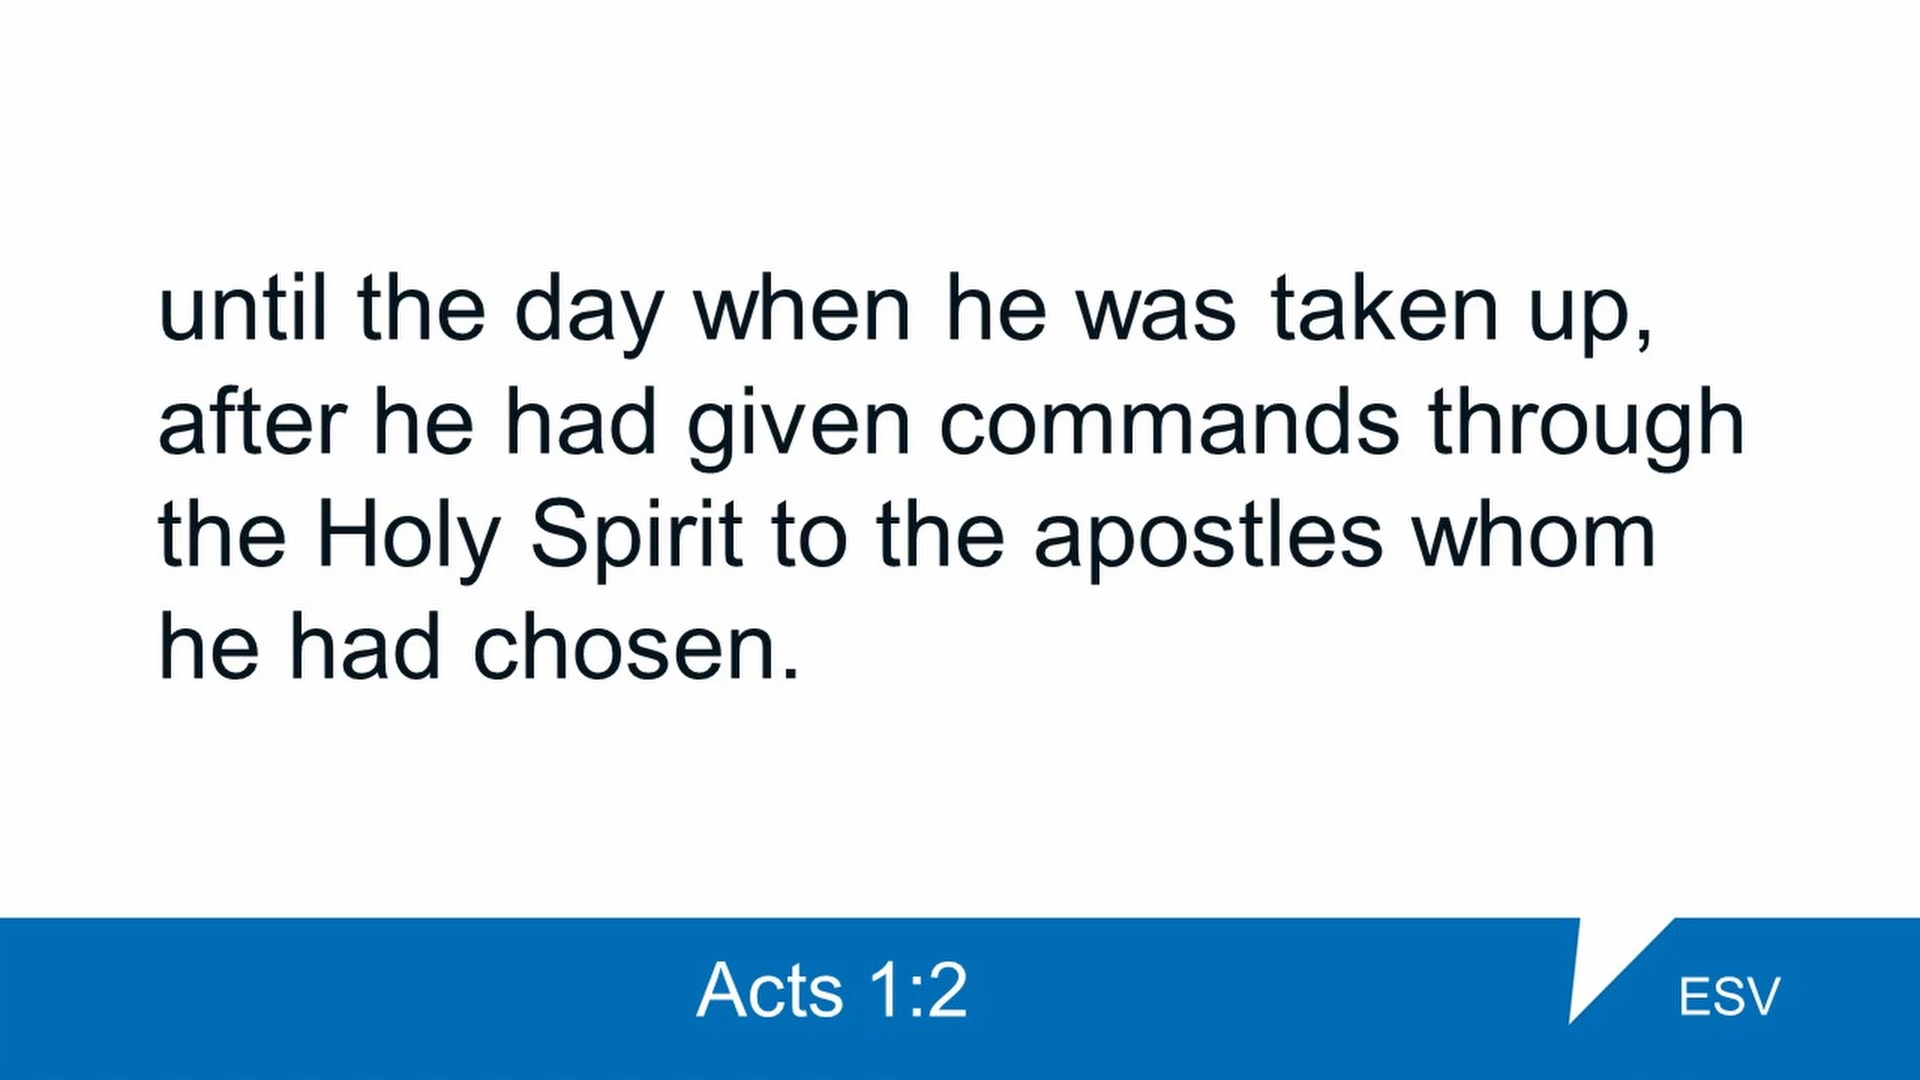 until the day when he was taken up,
after he had given commands through
the Holy Spirit to the apostles whom
he had chosen.
Acts 1:2
ESV